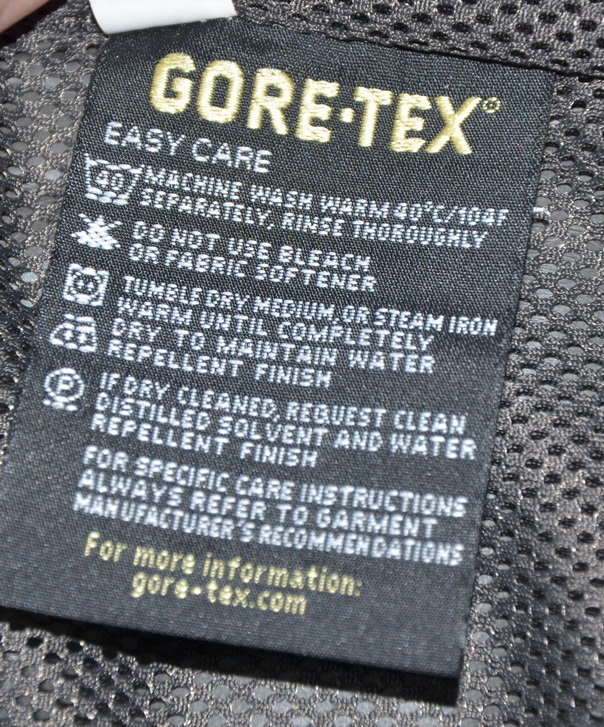 GORE-TEX®
EASY CARE
40 MACHINE WASH WARM 40°C/104F
SEPARATELY, RINSE THOROUGHLY
DO NOT USE BLEACH
OR FABRIC SOFTENER
TUMBLE DRY MEDIUM, OR STEAM IRON
WARM UNTIL COMPLETELY
DRY TO MAINTAIN WATER
REPELLENT FINISH
P IF DRY CLEANED, REQUEST CLEAN
DISTILLED SOLVENT AND WATER
REPELLENT FINISH
FOR SPECIFIC CARE INSTRUCTIONS
ALWAYS REFER TO GARMENT
MANUFACTURER'S RECOMMENDATIONS
For more information:
gore-tex.com